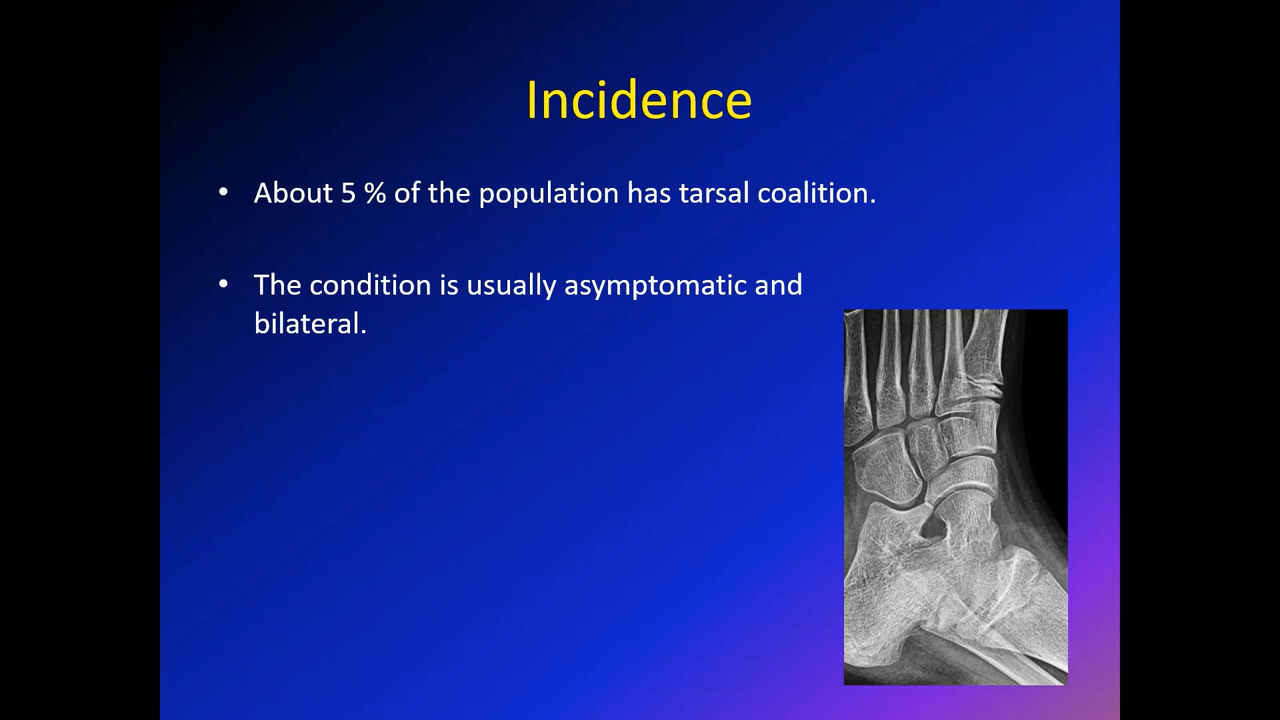 Incidence
• About 5 % of the population has tarsal coalition.
• The condition is usually asymptomatic and
bilateral.